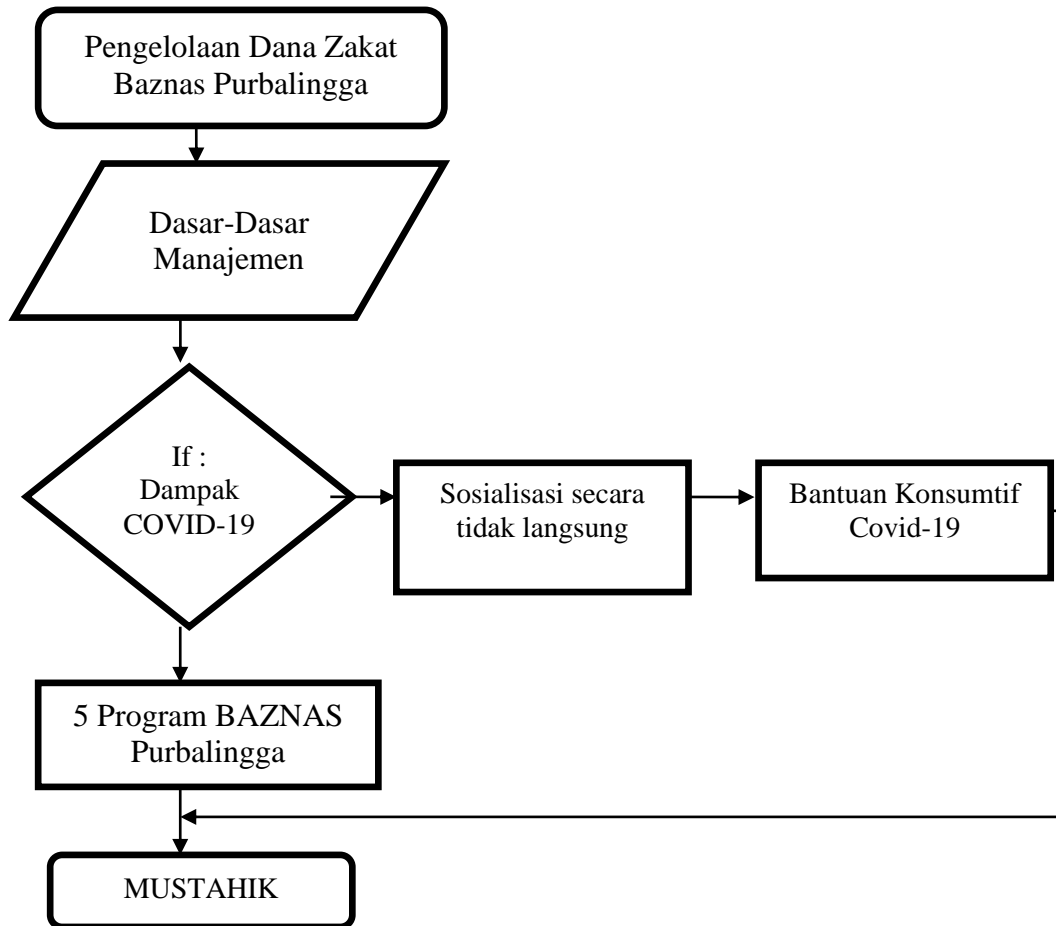 Pengelolaan Dana Zakat
Baznas Purbalingga
Dasar-Dasar
Manajemen
If :
Dampak
COVID-19
Sosialisasi secara
tidak langsung
Bantuan Konsumtif
Covid-19
5 Program BAZNAS
Purbalingga
MUSTAHIK